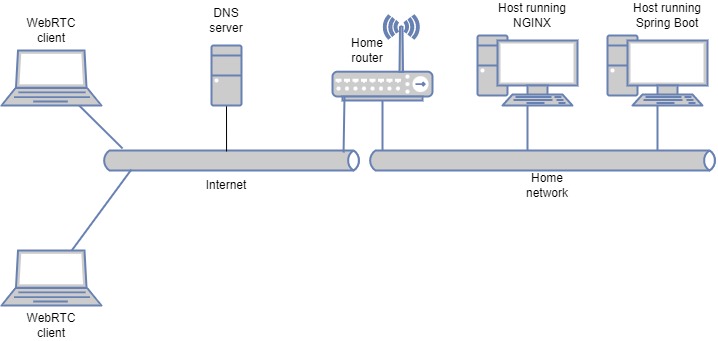 WebRTC
client
DNS
server
Home
router
Host running
NGINX
Host running
Spring Boot
Internet
Home
network
WebRTC
client